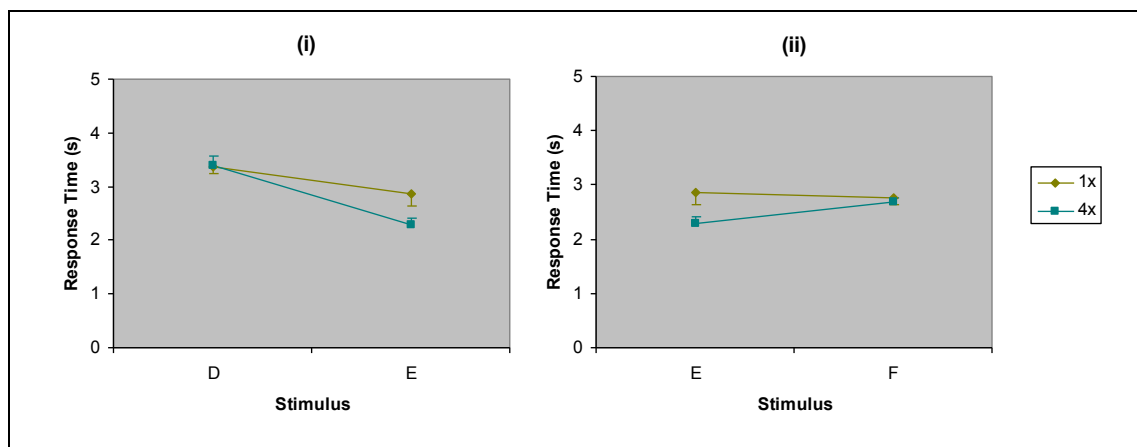 (i)
5
4
3
2
1
0
Response Time (s)
D E
Stimulus
(ii)
5
4
3
2
1
0
Response Time (s)
E F
Stimulus
1x
4x